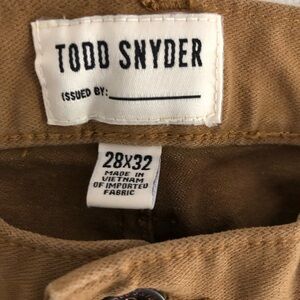 TODD SNYDER
ISSUED BY:
28X32
MADE IN
VIETNAM
OF IMPORTED
FABRIC